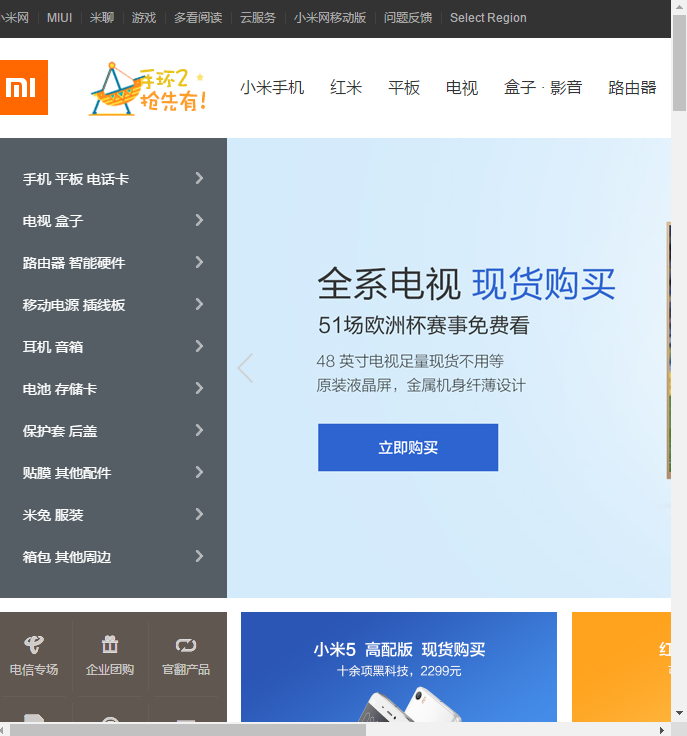 小米网 MIUI 米聊 游戏 多看阅读 云服务 小米网移动版 问题反馈 Select Region
MI 手环2 小米手机 红米 平板 电视 盒子 · 影音 路由器
抢先有!
手机 平板 电话卡
电视 盒子
路由器 智能硬件
移动电源 插线板
耳机 音箱
电池 存储卡
保护套 后盖
贴膜 其他配件
米兔 服装
箱包 其他周边
全系电视 现货购买
51场欧洲杯赛事免费看
48 英寸电视足量现货不用等
原装液晶屏，金属机身纤薄设计
立即购买
电信专场 企业团购 官翻产品
小米5 高配版 现货购买
十余项黑科技，2299元
红